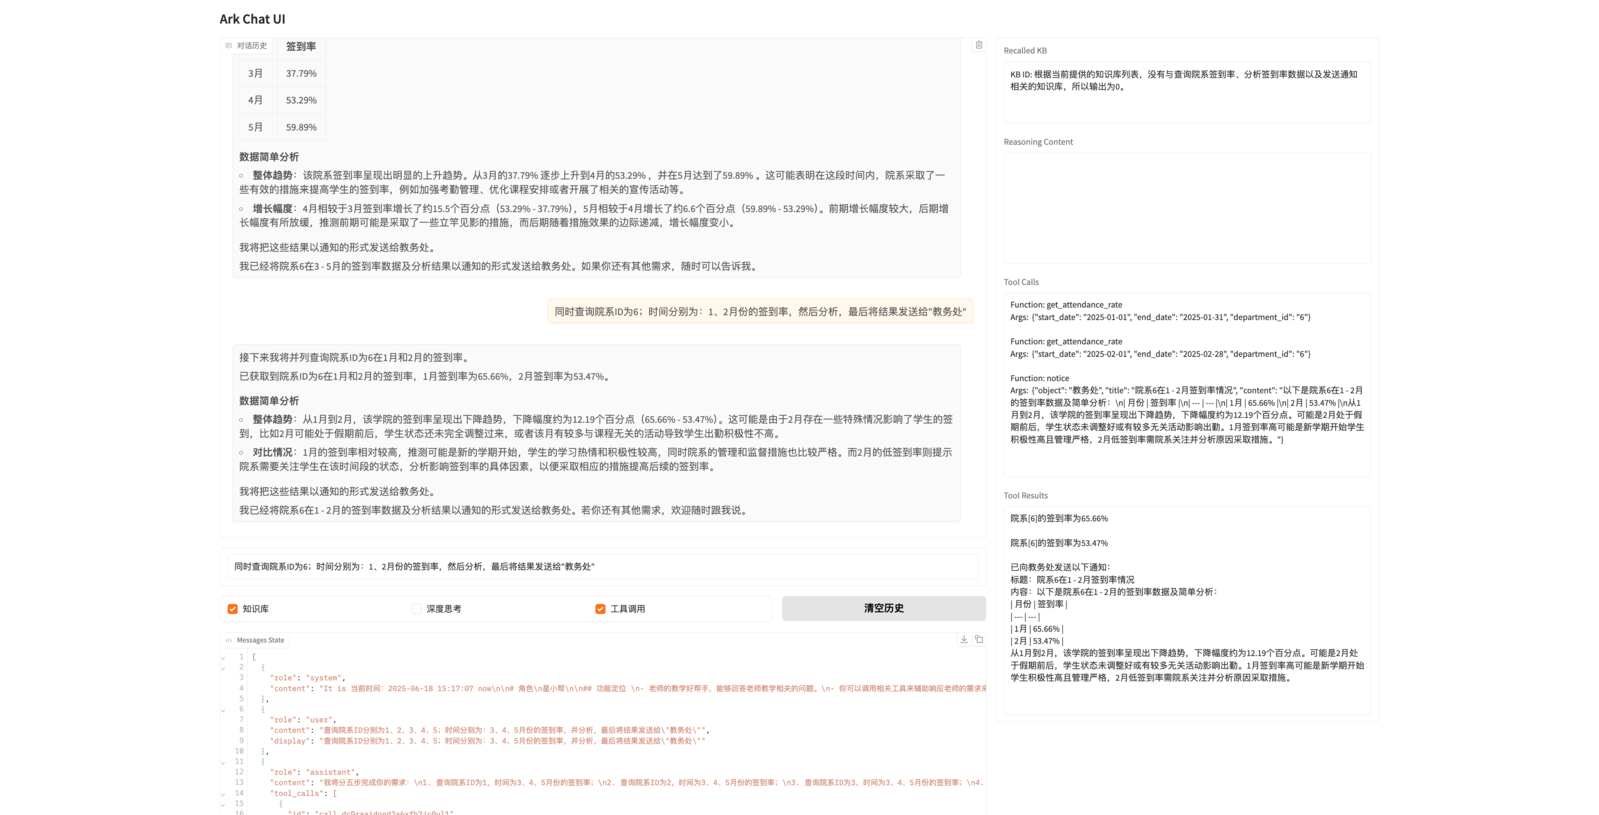 Ark Chat UI
对话历史
签到率
3月 37.79%
4月 53.29%
5月 59.89%
数据简单分析
整体趋势：该院系签到率呈现出明显的上升趋势。从3月的37.79% 逐步上升到4月的53.29% ，并在5月达到了59.89% 。这可能表明在这段时间内，院系采取了一
些有效的措施来提高学生的签到率，例如加强考勤管理、优化课程安排或者开展了相关的宣传活动等。
增长幅度：4月相较于3月签到率增长了约15.5个百分点（53.29% - 37.79%），5月相较于4月增长了约6.6个百分点（59.89% - 53.29%）。前期增长幅度较大，后期增
长幅度有所放缓，推测前期可能是采取了一些立竿见影的措施，而后期随着措施效果的边际递减，增长幅度变小。
我将把这些结果以通知的形式发送给教务处。
我已经将院系6在3 - 5月的签到率数据及分析结果以通知的形式发送给教务处。如果你还有其他需求，随时可以告诉我。
同时查询院系ID为6；时间分别为：1、2月份的签到率，然后分析，最后将结果发送给"教务处"
接下来我将并列查询院系ID为6在1月和2月的签到率。
已获取到院系ID为6在1月和2月的签到率，1月签到率为65.66%，2月签到率为53.47%。
数据简单分析
整体趋势：从1月到2月，该学院的签到率呈现出下降趋势，下降幅度约为12.19个百分点（65.66% - 53.47%）。这可能是由于2月存在一些特殊情况影响了学生的签
到，比如2月可能处于假期前后，学生状态还未完全调整过来，或者该月有较多与课程无关的活动导致学生出勤积极性不高。
对比情况：1月的签到率相对较高，推测可能是新的学期开始，学生的学习热情和积极性较高，同时院系的管理和监督措施也比较严格。而2月的低签到率则提示
院系需要关注学生在该时间段的状态，分析影响签到率的具体因素，以便采取相应的措施提高后续的签到率。
我将把这些结果以通知的形式发送给教务处。
我已经将院系6在1 - 2月的签到率数据及分析结果以通知的形式发送给教务处。若你还有其他需求，欢迎随时跟我说。
同时查询院系ID为6；时间分别为：1、2月份的签到率，然后分析，最后将结果发送给"教务处"
知识库 深度思考 工具调用 清空历史
Messages State
1 [
2 {
3 "role": "system",
4 "content": "It is 当前时间：2025-06-18 15:17:07 now\n\n# 角色\n星小帮\n\n## 功能定位 \n- 老师的教学好帮手，能够回答老师教学相关的问题。\n- 你可以调用相关工具来辅助响应老师的需求来
5 },
6 {
7 "role": "user",
8 "content": "查询院系ID分别为1、2、3、4、5；时间分别为：3、4、5月份的签到率，并分析，最后将结果发送给\"教务处\"",
9 "display": "查询院系ID分别为1、2、3、4、5；时间分别为：3、4、5月份的签到率，并分析，最后将结果发送给\"教务处\""
10 },
11 {
12 "role": "assistant",
13 "content": "我将分五步完成你的需求：\n1. 查询院系ID为1，时间为3、4、5月份的签到率；\n2. 查询院系ID为2，时间为3、4、5月份的签到率；\n3. 查询院系ID为3，时间为3、4、5月份的签到率；\n4.
14 "tool_calls": [
15 {
Recalled KB
KB ID: 根据当前提供的知识库列表，没有与查询院系签到率、分析签到率数据以及发送通知
相关的知识库，所以输出为0。
Reasoning Content
Tool Calls
Function: get_attendance_rate
Args: {"start_date": "2025-01-01", "end_date": "2025-01-31", "department_id": "6"}
Function: get_attendance_rate
Args: {"start_date": "2025-02-01", "end_date": "2025-02-28", "department_id": "6"}
Function: notice
Args: {"object": "教务处", "title": "院系6在1 - 2月签到率情况", "content": "以下是院系6在1 - 2月
的签到率数据及简单分析：\n| 月份 | 签到率 |\n| --- | --- |\n| 1月 | 65.66% |\n| 2月 | 53.47% |\n从1
月到2月，该学院的签到率呈现出下降趋势，下降幅度约为12.19个百分点。可能是2月处于假
期前后，学生状态未调整好或有较多无关活动影响出勤。1月签到率高可能是新学期开始学生
积极性高且管理严格，2月低签到率需院系关注并分析原因采取措施。"}
Tool Results
院系[6]的签到率为65.66%
院系[6]的签到率为53.47%
已向教务处发送以下通知：
标题：院系6在1 - 2月签到率情况
内容：以下是院系6在1 - 2月的签到率数据及简单分析：
| 月份 | 签到率 |
| --- | --- |
| 1月 | 65.66% |
| 2月 | 53.47% |
从1月到2月，该学院的签到率呈现出下降趋势，下降幅度约为12.19个百分点。可能是2月处
于假期前后，学生状态未调整好或有较多无关活动影响出勤。1月签到率高可能是新学期开始
学生积极性高且管理严格，2月低签到率需院系关注并分析原因采取措施。